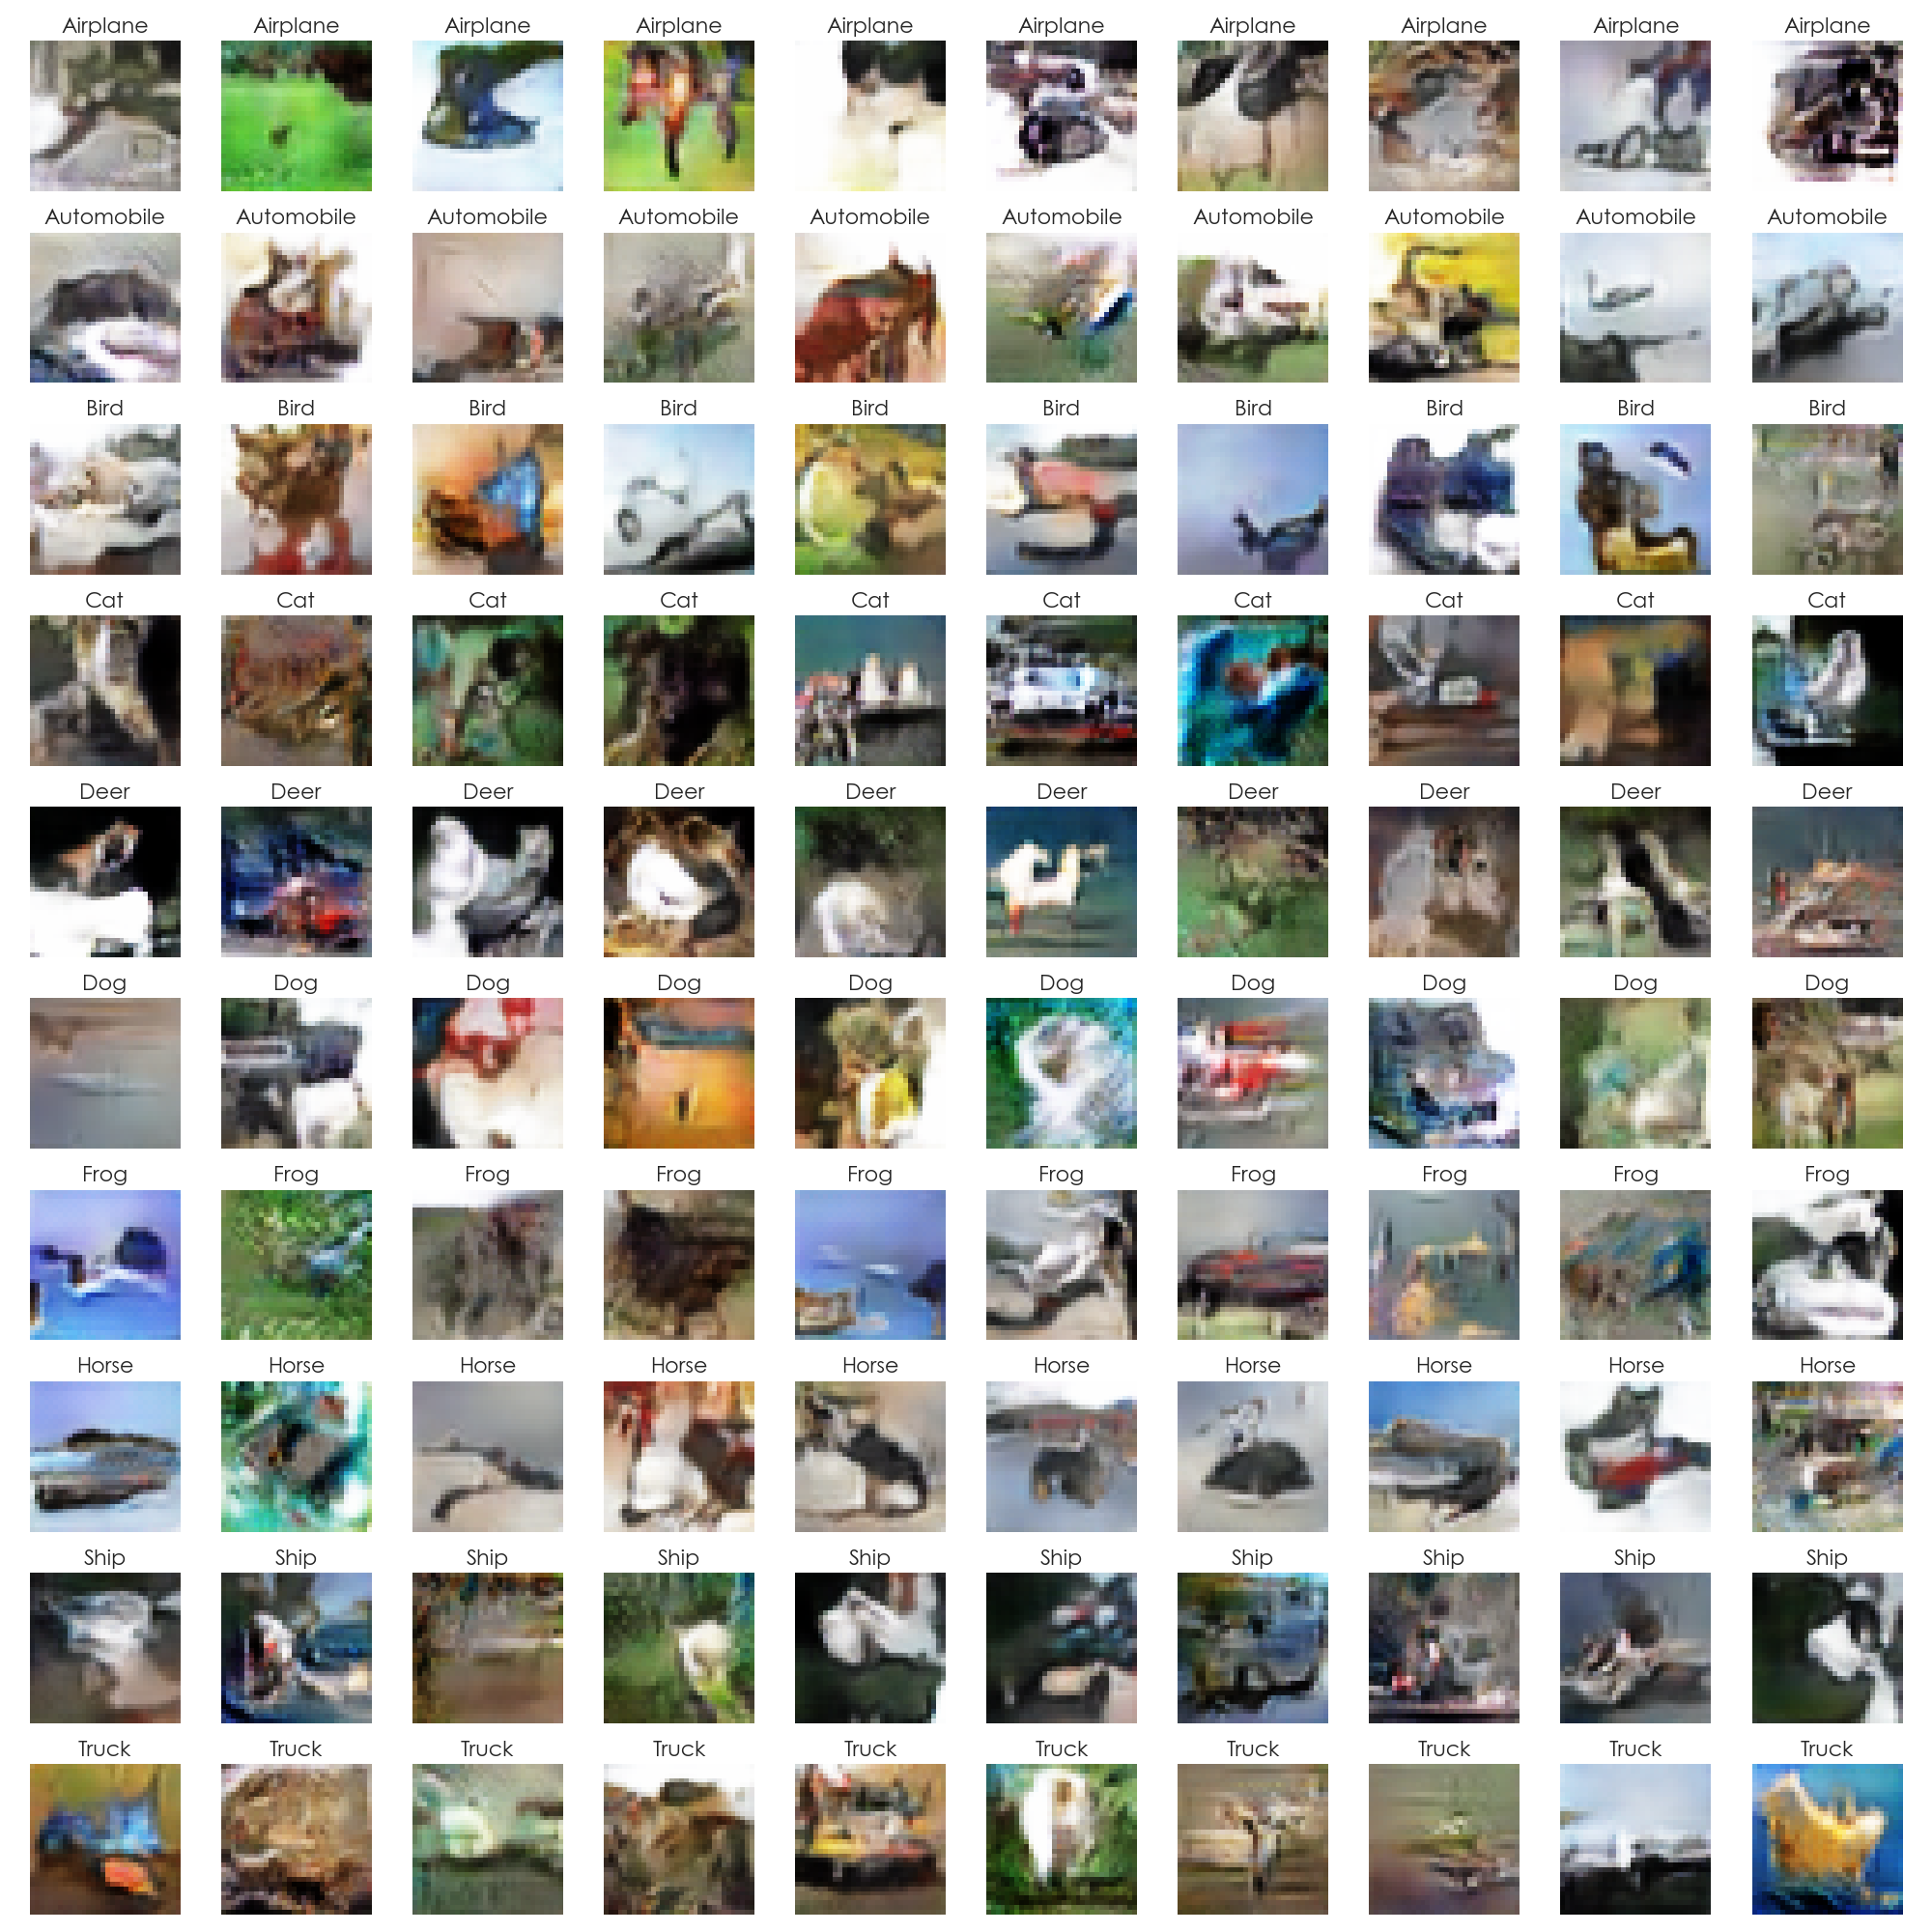 Airplane Airplane Airplane Airplane Airplane Airplane Airplane Airplane Airplane Airplane
Automobile Automobile Automobile Automobile Automobile Automobile Automobile Automobile Automobile Automobile
Bird Bird Bird Bird Bird Bird Bird Bird Bird Bird
Cat Cat Cat Cat Cat Cat Cat Cat Cat Cat
Deer Deer Deer Deer Deer Deer Deer Deer Deer Deer
Dog Dog Dog Dog Dog Dog Dog Dog Dog Dog
Frog Frog Frog Frog Frog Frog Frog Frog Frog Frog
Horse Horse Horse Horse Horse Horse Horse Horse Horse Horse
Ship Ship Ship Ship Ship Ship Ship Ship Ship Ship
Truck Truck Truck Truck Truck Truck Truck Truck Truck Truck